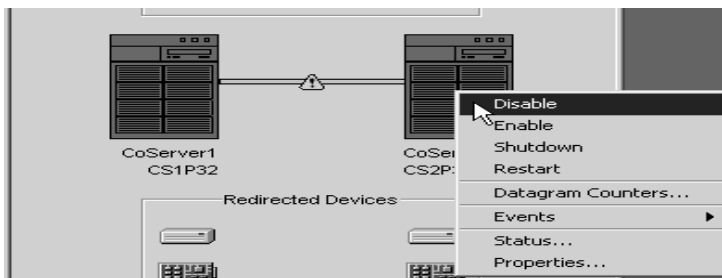 CoServer1
CS1P32
Redirected Devices
Disable
Enable
Shutdown
Restart
Datagram Counters...
Events
Status...
Properties...